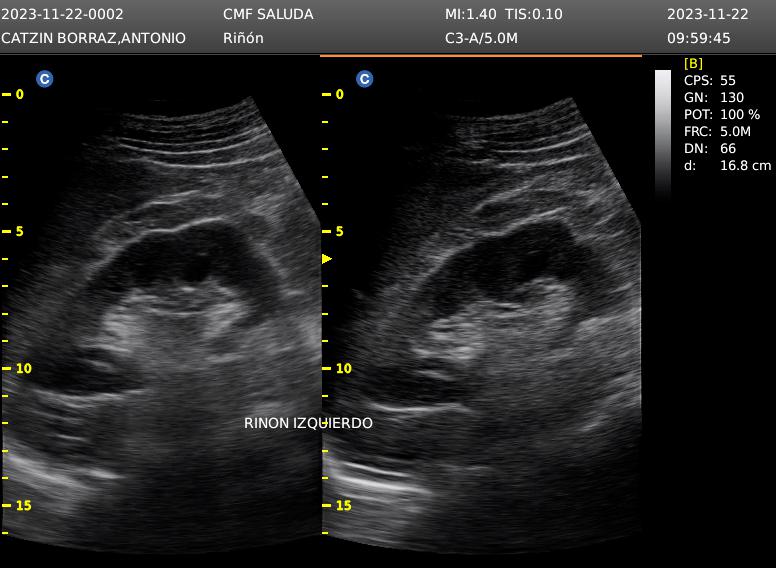 2023-11-22-0002 CMF SALUDA MI:1.40 TIS:0.10 2023-11-22
CATZIN BORRAZ,ANTONIO Riñón C3-A/5.0M 09:59:45
C C [B]
0 0 CPS: 55
GN: 130
POT: 100 %
FRC: 5.0M
DN: 66
d: 16.8 cm
5 5
10 10
RINON IZQUIERDO
15 15